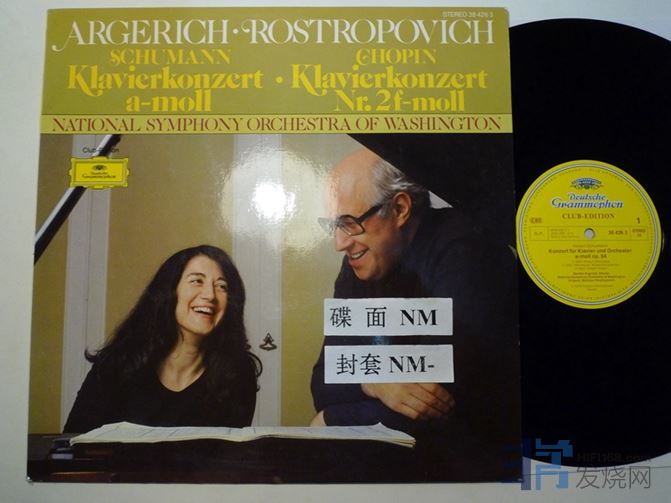 STEREO 38 426 3
ARGERICH·ROSTROPOVICH
SCHUMANN
Klavierkonzert
a-moll
·
CHOPIN
Klavierkonzert
Nr. 2 f-moll
NATIONAL SYMPHONY ORCHESTRA OF WASHINGTON
Club-Edition
Deutsche
Grammophon
碟 面 NM
封套 NM-
Deutsche
Grammophon
CLUB-EDITION
1
38 426 3
STEREO
Konzert für Klavier und Orchester
a-moll op. 54
HIFI168.com
发烧网